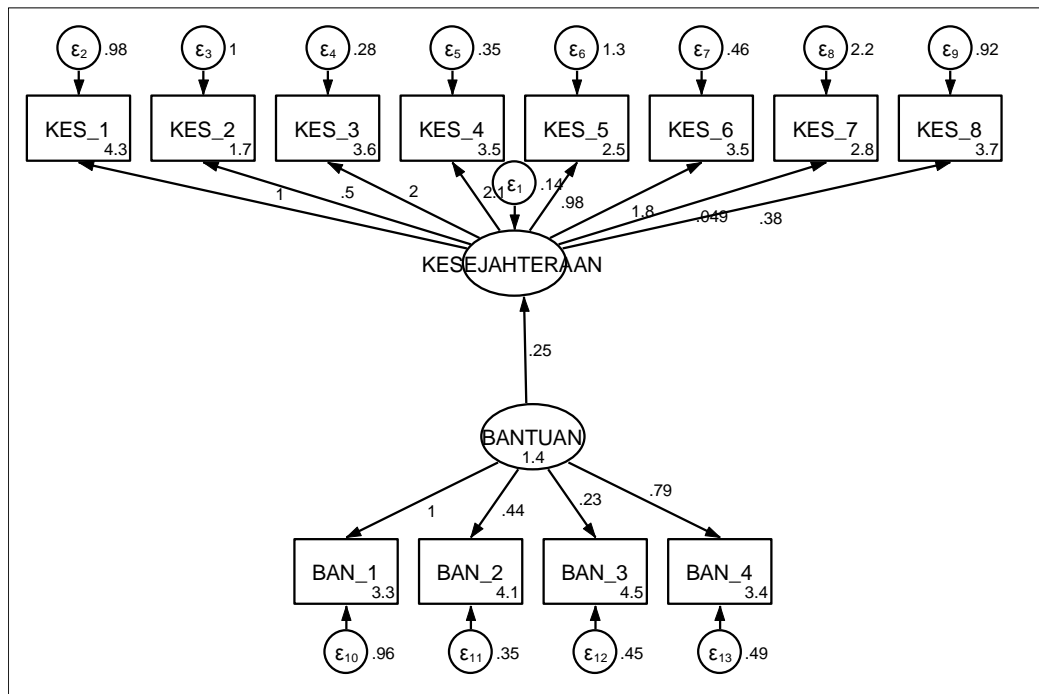 ε2 .98 ε3 1 ε4 .28 ε5 .35 ε6 1.3 ε7 .46 ε8 2.2 ε9 .92
KES_1 KES_2 KES_3 KES_4 KES_5 KES_6 KES_7 KES_8
4.3 1.7 3.6 3.5 2.5 3.5 2.8 3.7
ε1 .14
1 .5 2 2.1 .98 1.8 .049 .38
KESEJAHTERAAN
.25
BANTUAN
1.4
1 .44 .23 .79
BAN_1 BAN_2 BAN_3 BAN_4
3.3 4.1 4.5 3.4
ε10 .96 ε11 .35 ε12 .45 ε13 .49